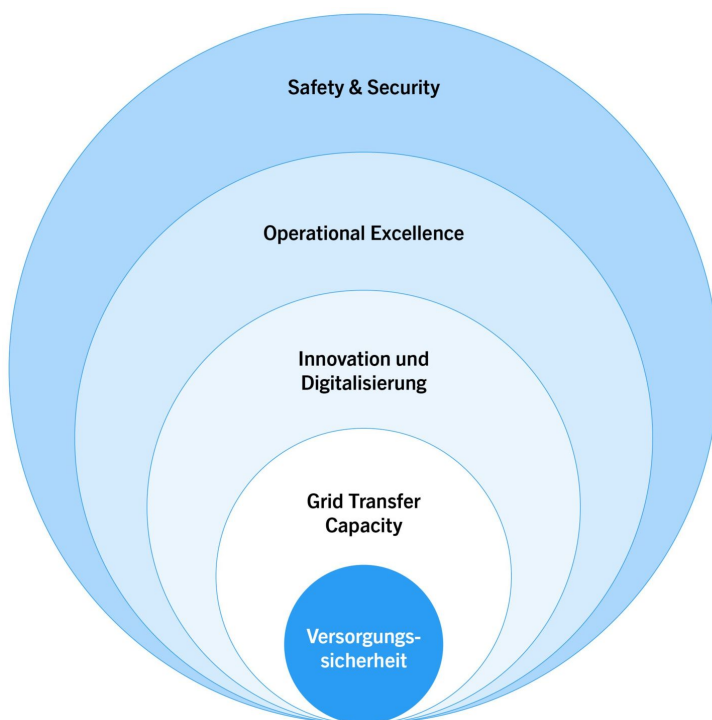 Safety & Security
Operational Excellence
Innovation und
Digitalisierung
Grid Transfer
Capacity
Versorgungs-
sicherheit